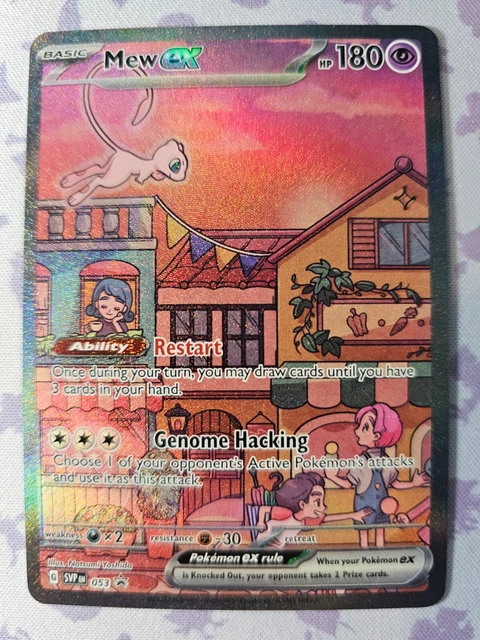 BASIC Mew ex HP 180
Ability Restart
Once during your turn, you may draw cards until you have
3 cards in your hand.
Genome Hacking
Choose 1 of your opponent's Active Pokémon's attacks
and use it as this attack.
weakness ×2 resistance -30 retreat
Illus. Natsumi Yoshida
Pokémon ex rule
When your Pokémon ex
is Knocked Out, your opponent takes 2 Prize cards.
G SVP EN 053